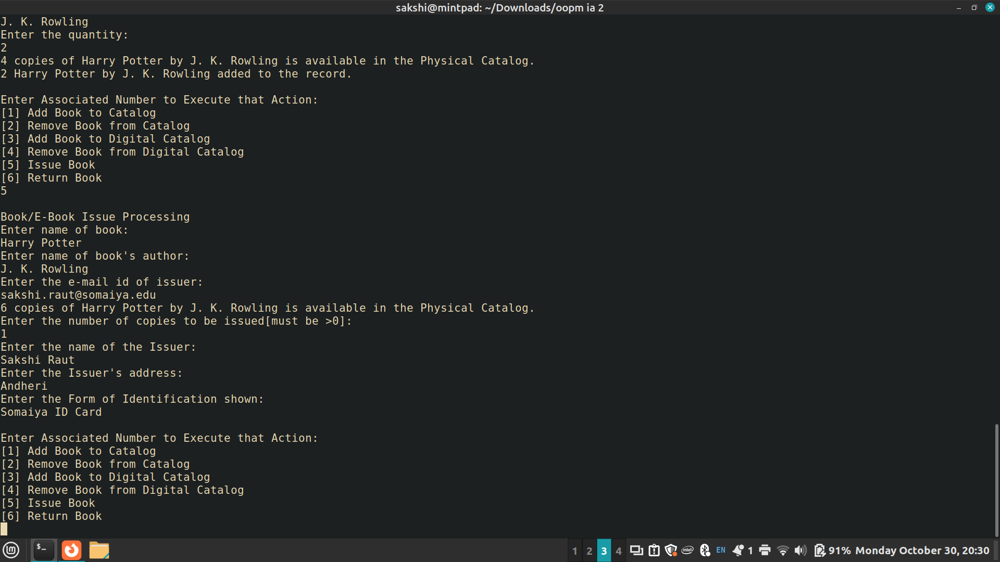 sakshi@mintpad: ~/Downloads/oopm ia 2
J. K. Rowling
Enter the quantity:
2
4 copies of Harry Potter by J. K. Rowling is available in the Physical Catalog.
2 Harry Potter by J. K. Rowling added to the record.
Enter Associated Number to Execute that Action:
[1] Add Book to Catalog
[2] Remove Book from Catalog
[3] Add Book to Digital Catalog
[4] Remove Book from Digital Catalog
[5] Issue Book
[6] Return Book
5
Book/E-Book Issue Processing
Enter name of book:
Harry Potter
Enter name of book's author:
J. K. Rowling
Enter the e-mail id of issuer:
sakshi.raut@somaiya.edu
6 copies of Harry Potter by J. K. Rowling is available in the Physical Catalog.
Enter the number of copies to be issued[must be >0]:
1
Enter the name of the Issuer:
Sakshi Raut
Enter the Issuer's address:
Andheri
Enter the Form of Identification shown:
Somaiya ID Card
Enter Associated Number to Execute that Action:
[1] Add Book to Catalog
[2] Remove Book from Catalog
[3] Add Book to Digital Catalog
[4] Remove Book from Digital Catalog
[5] Issue Book
[6] Return Book
$- 1 2 3 4 intel EN 1 91% Monday October 30, 20:30